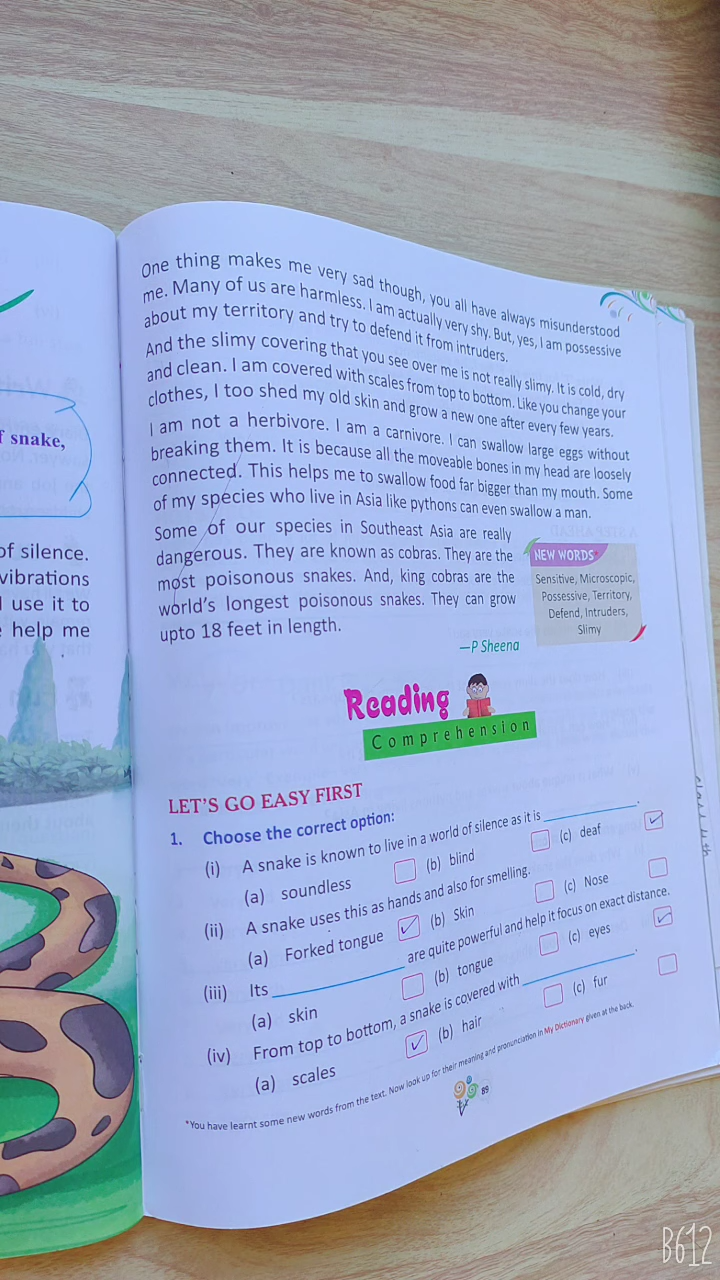 f snake,
of silence.
vibrations
use it to
help me
One thing makes me very sad though, you all have always misunderstood
me. Many of us are harmless. I am actually very shy. But, yes, I am possessive
about my territory and try to defend it from intruders.
And the slimy covering that you see over me is not really slimy. It is cold, dry
and clean. I am covered with scales from top to bottom. Like you change your
clothes, I too shed my old skin and grow a new one after every few years.
I am not a herbivore. I am a carnivore. I can swallow large eggs without
breaking them. It is because all the moveable bones in my head are loosely
connected. This helps me to swallow food far bigger than my mouth. Some
of my species who live in Asia like pythons can even swallow a man.
Some of our species in Southeast Asia are really
dangerous. They are known as cobras. They are the
most poisonous snakes. And, king cobras are the
world's longest poisonous snakes. They can grow
upto 18 feet in length.
—P Sheena
NEW WORDS*
Sensitive, Microscopic,
Possessive, Territory,
Defend, Intruders,
Slimy
Reading
Comprehension
LET'S GO EASY FIRST
1. Choose the correct option:
(i) A snake is known to live in a world of silence as it is ____________.
(a) soundless (b) blind (c) deaf ✓
(ii) A snake uses this as hands and also for smelling.
(a) Forked tongue ✓ (b) Skin (c) Nose
(iii) Its ____________ are quite powerful and help it focus on exact distance.
(a) skin (b) tongue (c) eyes ✓
(iv) From top to bottom, a snake is covered with ____________.
(a) scales ✓ (b) hair (c) fur
*You have learnt some new words from the text. Now look up for their meaning and pronunciation in My Dictionary given at the back.
89
B612